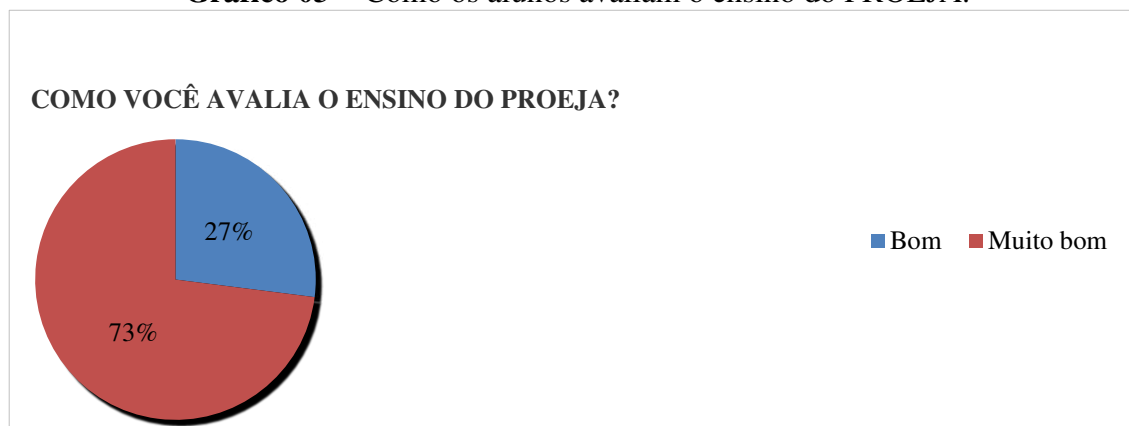 Gráfico 05 – Como os alunos avaliam o ensino do PROEJA.
COMO VOCÊ AVALIA O ENSINO DO PROEJA?
27%
73%
Bom
Muito bom